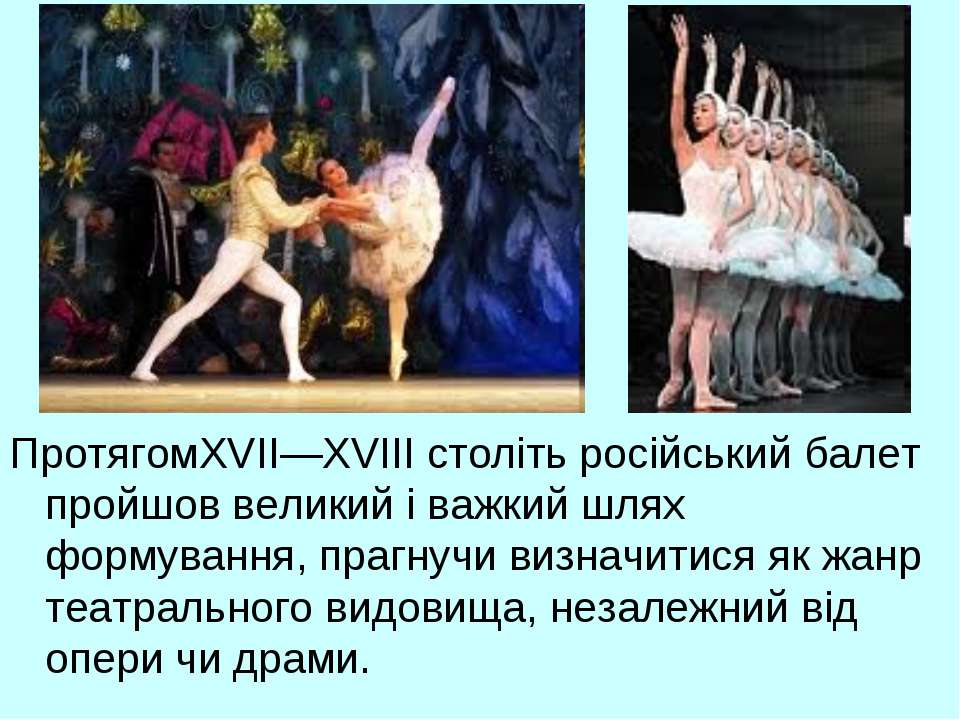 ПротягомXVII—XVIII століть російський балет
пройшов великий і важкий шлях
формування, прагнучи визначитися як жанр
театрального видовища, незалежний від
опери чи драми.